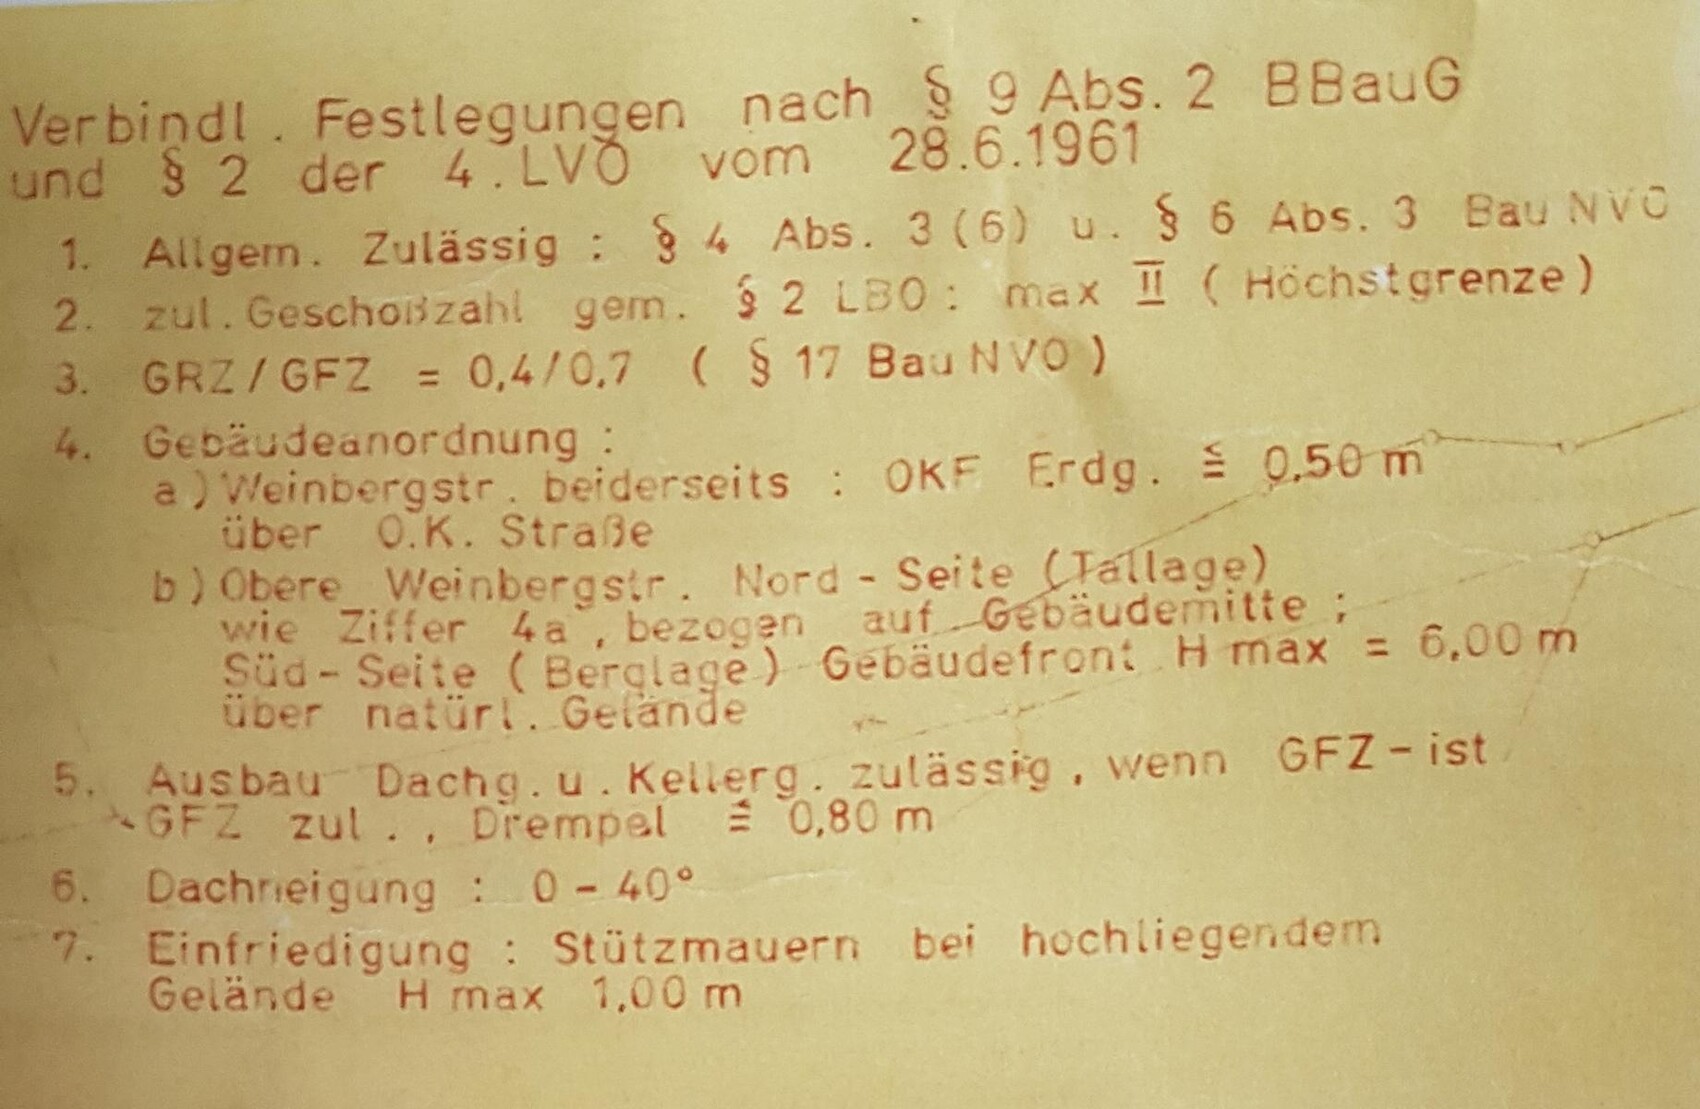 Verbindl. Festlegungen nach § 9 Abs. 2 BBauG
und § 2 der 4. LVO vom 28.6.1961
1. Allgem. Zulässig : § 4 Abs. 3 (6) u. § 6 Abs. 3 BauNVO
2. zul. Geschoßzahl gem. § 2 LBO : max II ( Höchstgrenze )
3. GRZ / GFZ = 0,4 / 0,7 ( § 17 BauNVO )
4. Gebäudeanordnung :
a ) Weinbergstr. beiderseits : OKF Erdg. ≦ 0,50 m
über O.K. Straße
b ) Obere Weinbergstr. Nord - Seite (Tallage)
wie Ziffer 4a , bezogen auf Gebäudemitte ;
Süd - Seite ( Berglage ) Gebäudefront H max = 6,00 m
über natürl. Gelände
5. Ausbau Dachg. u. Kellerg. zulässig , wenn GFZ - ist
GFZ zul. , Drempel ≦ 0,80 m
6. Dachneigung : 0 - 40°
7. Einfriedigung : Stützmauern bei hochliegendem
Gelände H max 1,00 m